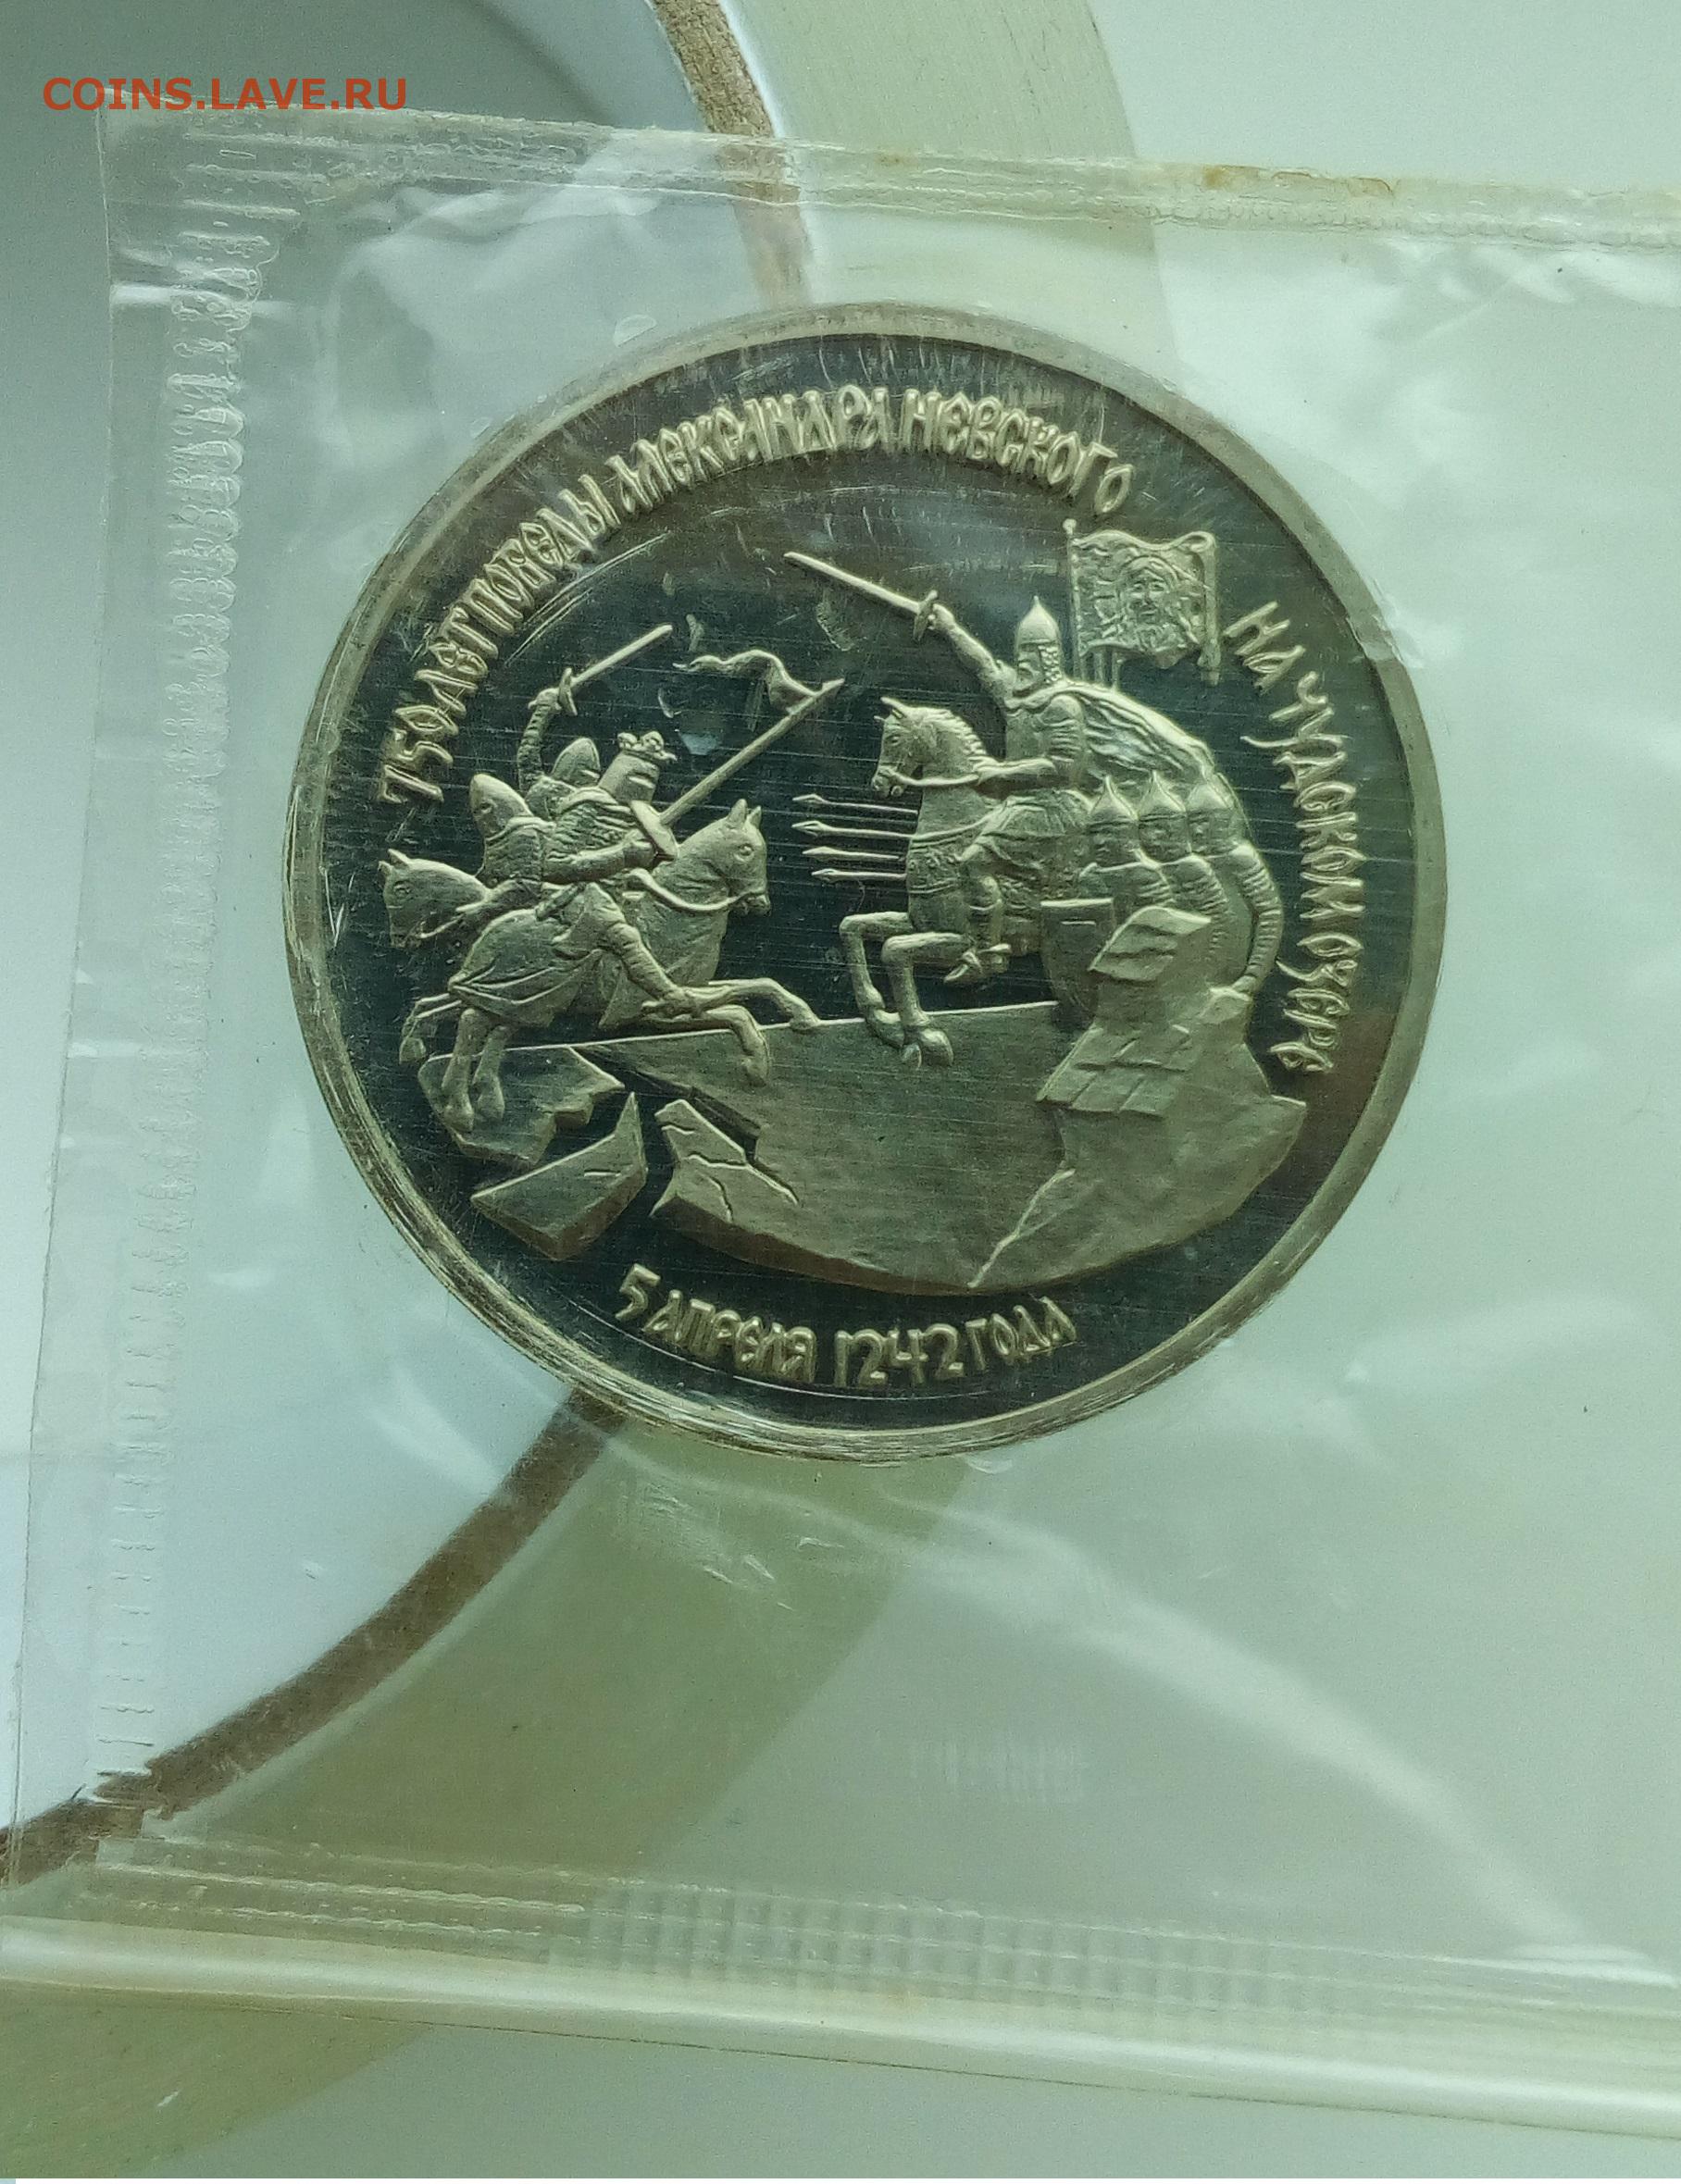 COINS.LAVE.RU
750 ЛЕТ ПОБЕДЫ АЛЕКСАНДРА НЕВСКОГО
НА ЧУДСКОМ ОЗЕРЕ
5 АПРЕЛЯ 1242 ГОДА